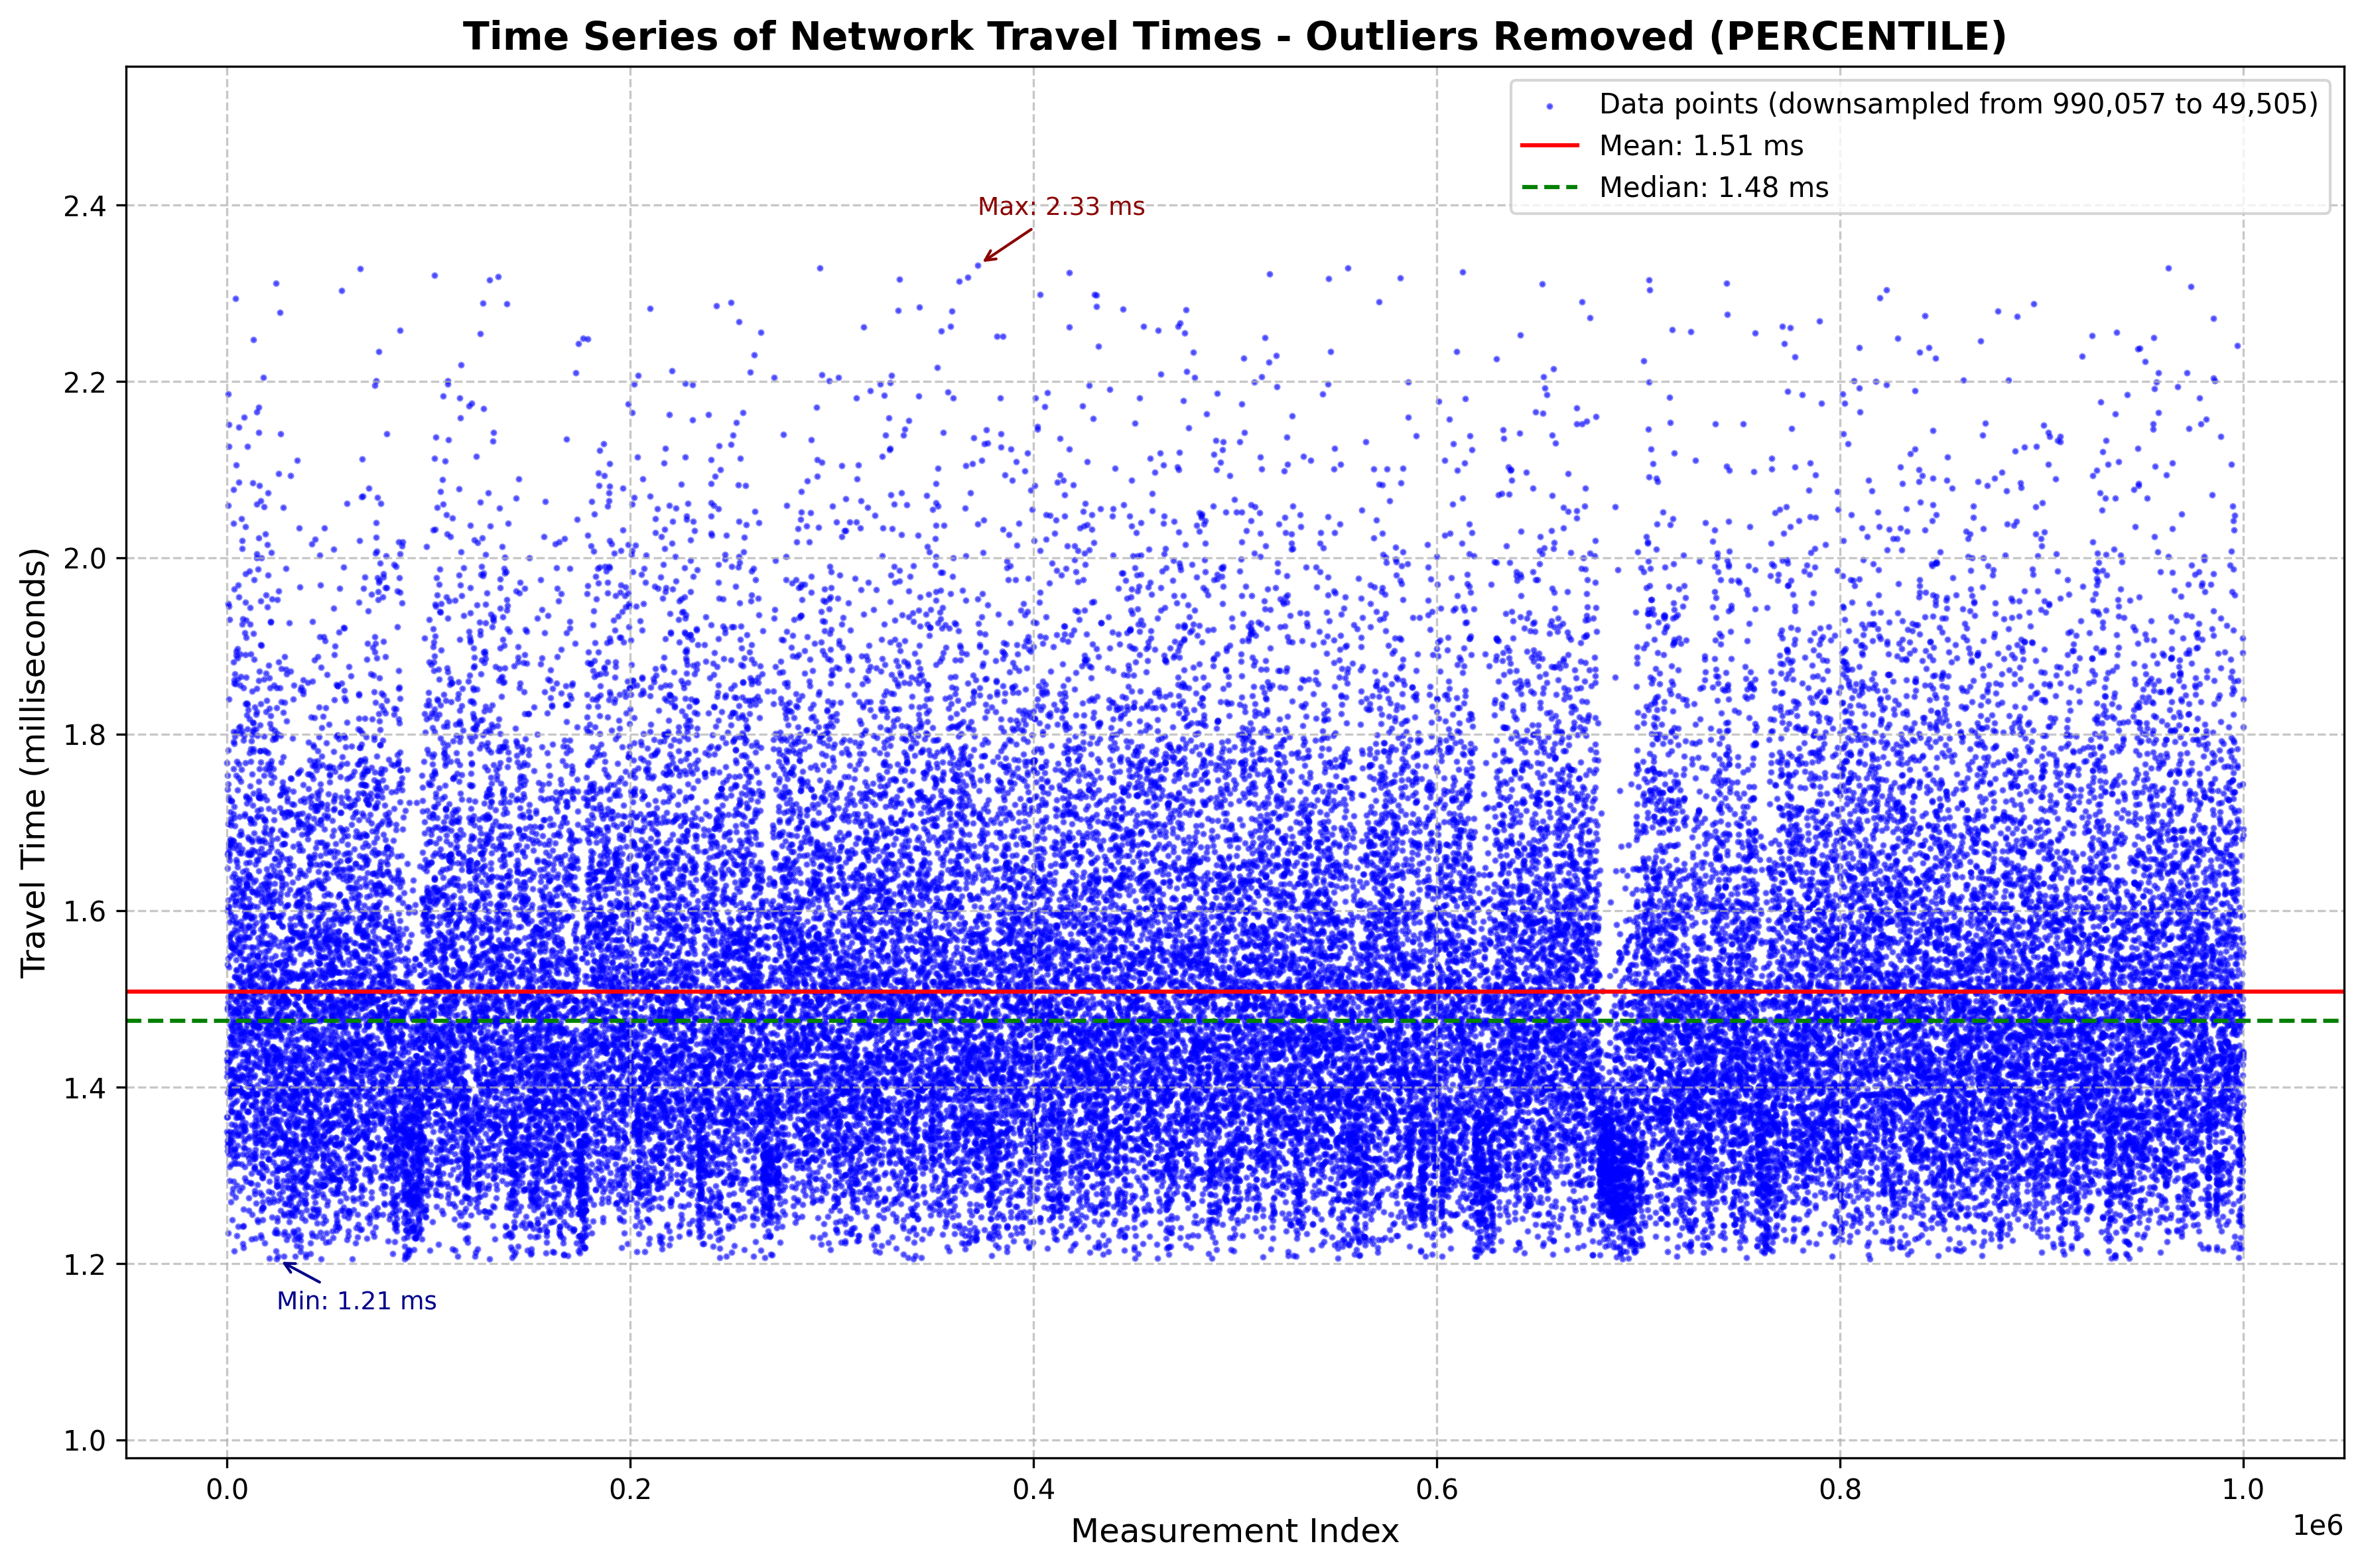 Time Series of Network Travel Times - Outliers Removed (PERCENTILE)
Data points (downsampled from 990,057 to 49,505)
Mean: 1.51 ms
Median: 1.48 ms
Max: 2.33 ms
Min: 1.21 ms
Travel Time (milliseconds)
2.4
2.2
2.0
1.8
1.6
1.4
1.2
1.0
0.0 0.2 0.4 0.6 0.8 1.0
1e6
Measurement Index